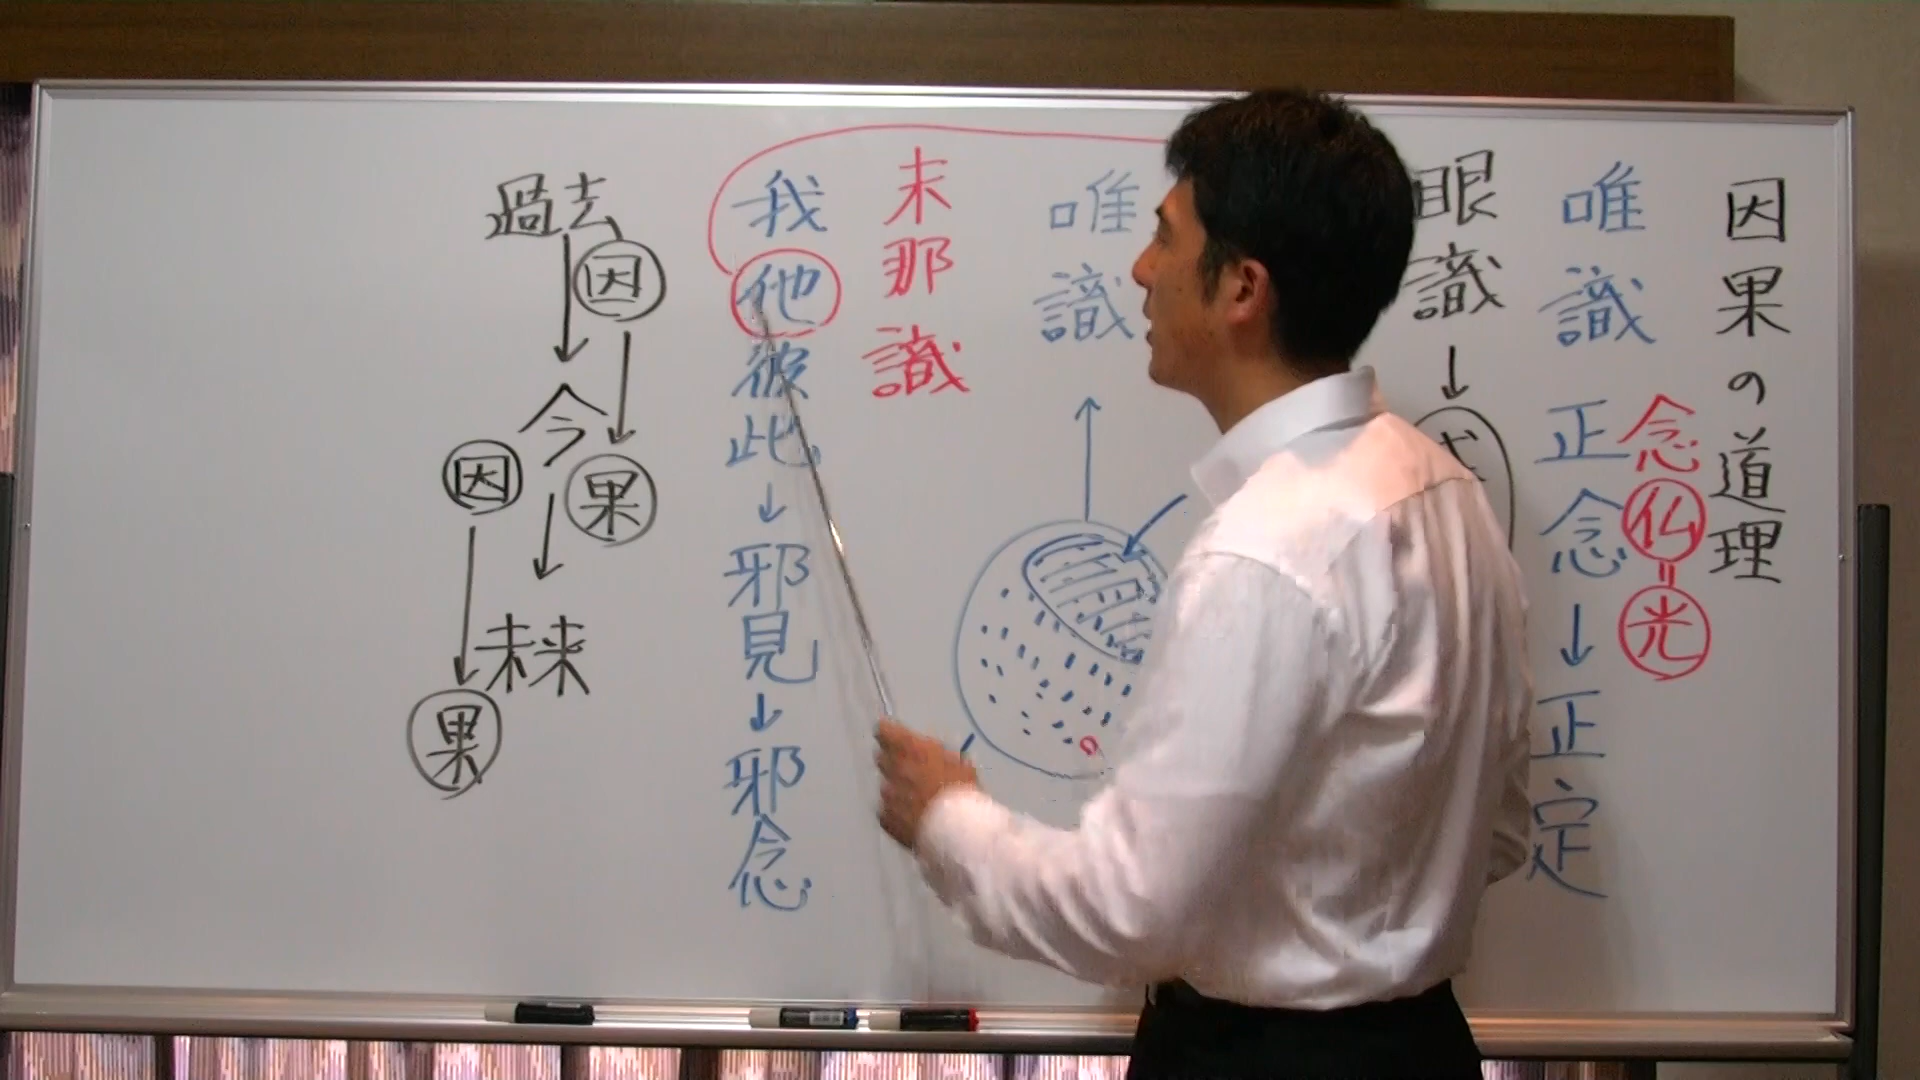 因果の道理
念仏=光
唯識 正念→正定
眼識→
唯識
末那識
我他彼此→邪見→邪念
過去→今→未来
因→果
因→果